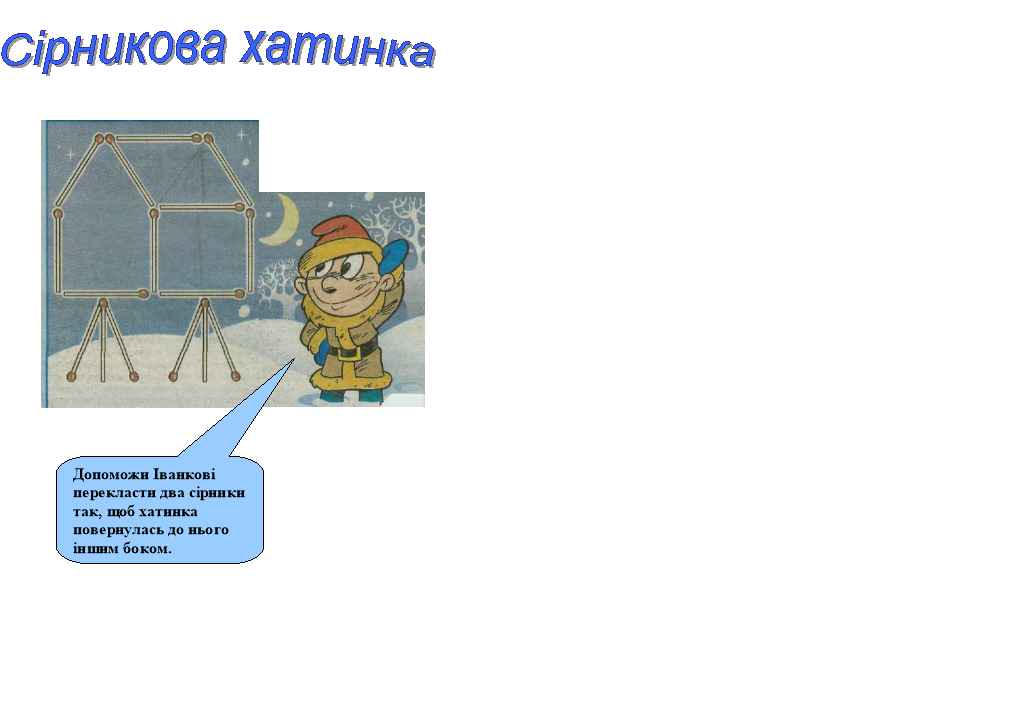 Сірникова хатинка
Допоможи Іванкові
перекласти два сірники
так, щоб хатинка
повернулась до нього
іншим боком.